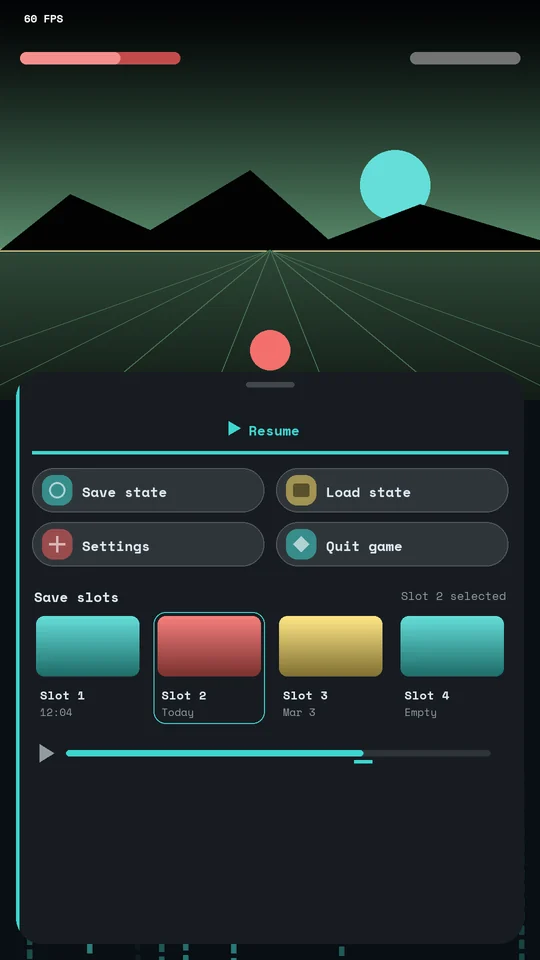 60 FPS
Resume
Save state
Load state
Settings
Quit game
Save slots
Slot 2 selected
Slot 1
Slot 2
Slot 3
Slot 4
12:04
Today
Mar 3
Empty